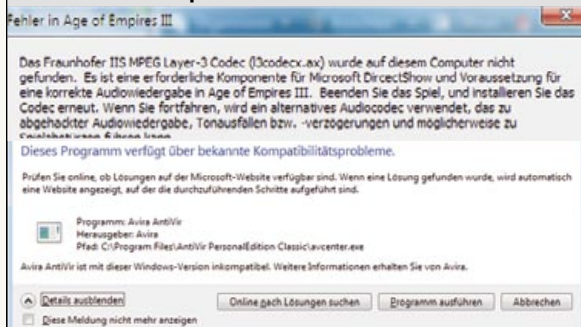 Fehler in Age of Empires III
Das Fraunhofer IIS MPEG Layer-3 Codec (l3codecx.ax) wurde auf diesem Computer nicht
gefunden. Es ist eine erforderliche Komponente für Microsoft DircectShow und Voraussetzung für
eine korrekte Audiowiedergabe in Age of Empires III. Beenden Sie das Spiel, und installieren Sie das
Codec erneut. Wenn Sie fortfahren, wird ein alternatives Audiocodec verwendet, das zu
abgehackter Audiowiedergabe, Tonausfällen bzw. -verzögerungen und möglicherweise zu
Spielabstürzen führen kann
Dieses Programm verfügt über bekannte Kompatibilitätsprobleme.
Prüfen Sie online, ob Lösungen auf der Microsoft-Website verfügbar sind. Wenn eine Lösung gefunden wurde, wird automatisch
eine Website angezeigt, auf der die durchzuführenden Schritte aufgeführt sind.
Programm: Avira AntiVir
Herausgeber: Avira
Pfad: C:\Program Files\AntiVir PersonalEdition Classic\avcenter.exe
Avira AntiVir ist mit dieser Windows-Version inkompatibel. Weitere Informationen erhalten Sie von Avira.
Details ausblenden Online nach Lösungen suchen Programm ausführen Abbrechen
Diese Meldung nicht mehr anzeigen